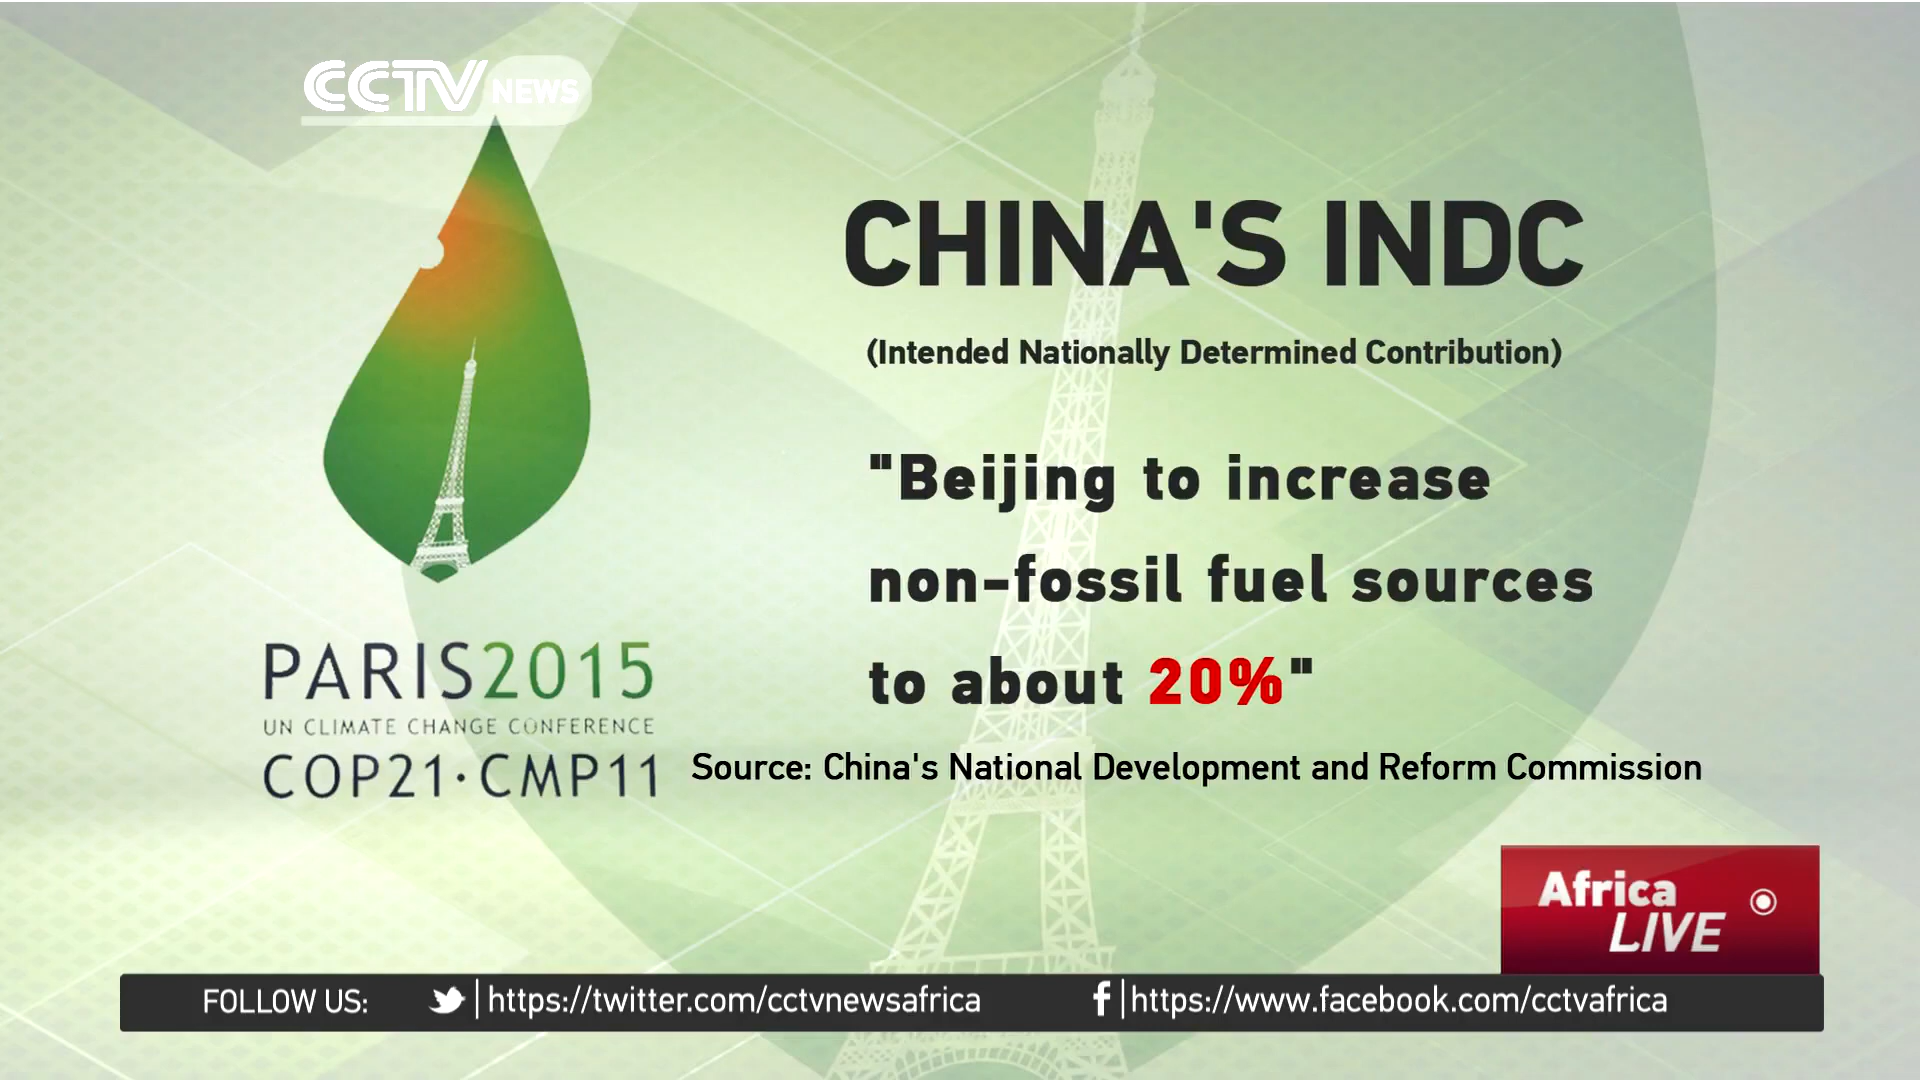 CCTV NEWS
CHINA'S INDC
(Intended Nationally Determined Contribution)
"Beijing to increase
non-fossil fuel sources
to about 20%"
Source: China's National Development and Reform Commission
PARIS2015
UN CLIMATE CHANGE CONFERENCE
COP21·CMP11
Africa
LIVE
FOLLOW US: | https://twitter.com/cctvnewsafrica f | https://www.facebook.com/cctvafrica